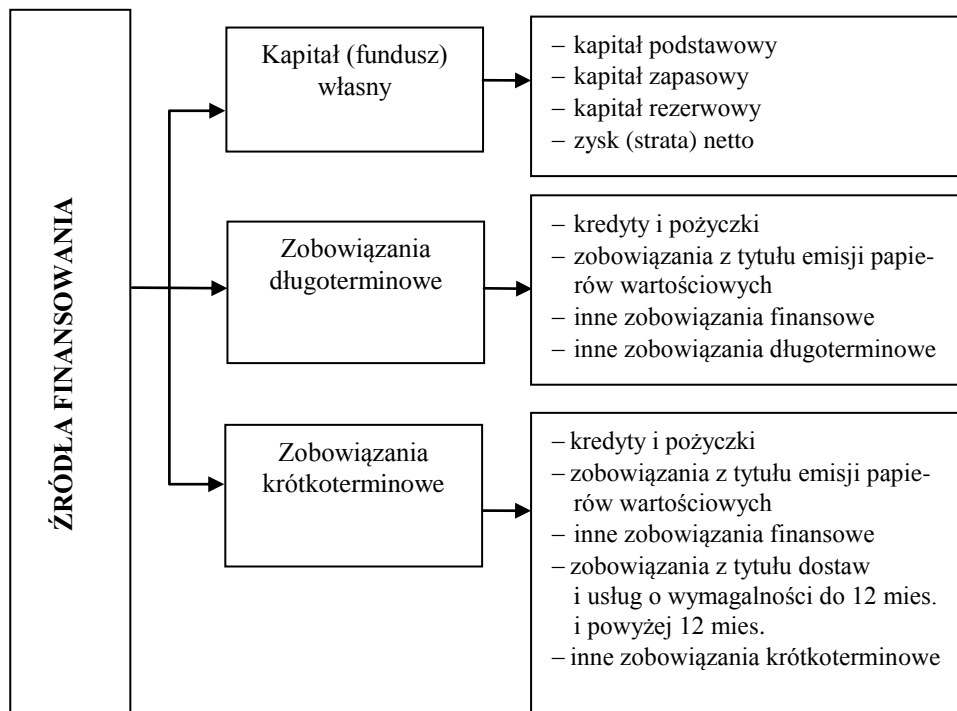 ŹRÓDŁA FINANSOWANIA
Kapitał (fundusz)
własny
– kapitał podstawowy
– kapitał zapasowy
– kapitał rezerwowy
– zysk (strata) netto
Zobowiązania
długoterminowe
– kredyty i pożyczki
– zobowiązania z tytułu emisji papie-
rów wartościowych
– inne zobowiązania finansowe
– inne zobowiązania długoterminowe
Zobowiązania
krótkoterminowe
– kredyty i pożyczki
– zobowiązania z tytułu emisji papie-
rów wartościowych
– inne zobowiązania finansowe
– zobowiązania z tytułu dostaw
i usług o wymagalności do 12 mies.
i powyżej 12 mies.
– inne zobowiązania krótkoterminowe